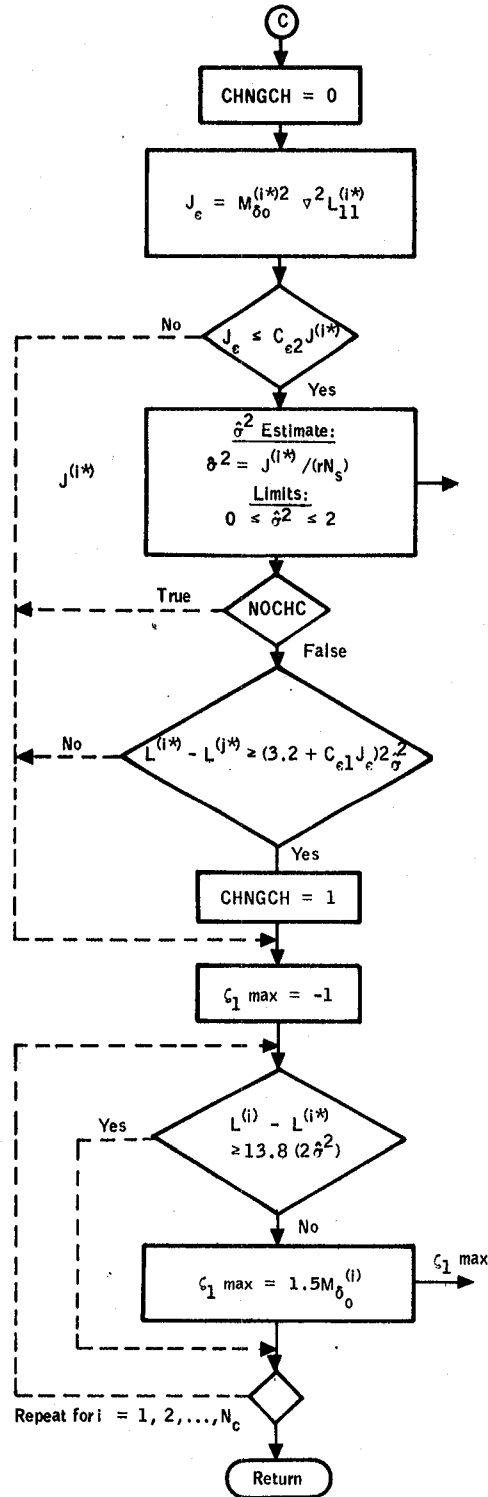 C
CHNGCH = 0
J_ϵ = M_δo^(i*)2 ∇² L_11^(i*)
No
J_ϵ ≤ C_ϵ2 J^(i*)
Yes
σ̂² Estimate:
σ̂² = J^(i*)/(rN_s)
J^(i*)
Limits:
0 ≤ σ̂² ≤ 2
True
NOCHC
False
No
L^(i*) - L^(j*) ≥ (3.2 + C_ϵ1 J_ϵ)2σ̂²
Yes
CHNGCH = 1
ζ_1 max = -1
Yes
L^(i) - L^(i*)
≥13.8 (2σ̂²)
No
ζ_1 max = 1.5M_δ_0^(i)
ζ_1 max
Repeat for i = 1, 2,...,N_c
Return